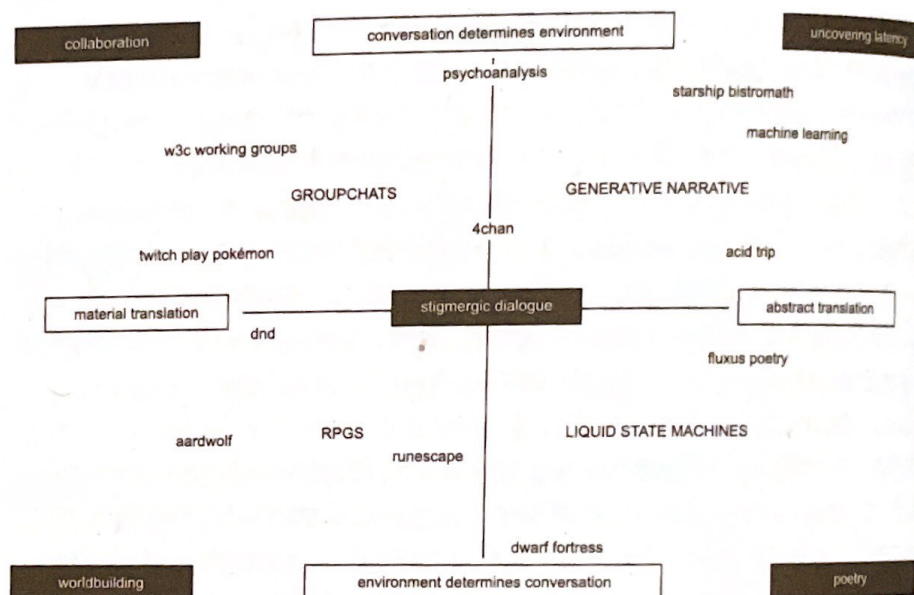 collaboration
conversation determines environment
uncovering latency
psychoanalysis
starship bistromath
machine learning
w3c working groups
GROUPCHATS
GENERATIVE NARRATIVE
4chan
twitch play pokémon
acid trip
material translation
stigmergic dialogue
abstract translation
dnd
fluxus poetry
aardwolf
RPGS
LIQUID STATE MACHINES
runescape
dwarf fortress
worldbuilding
environment determines conversation
poetry